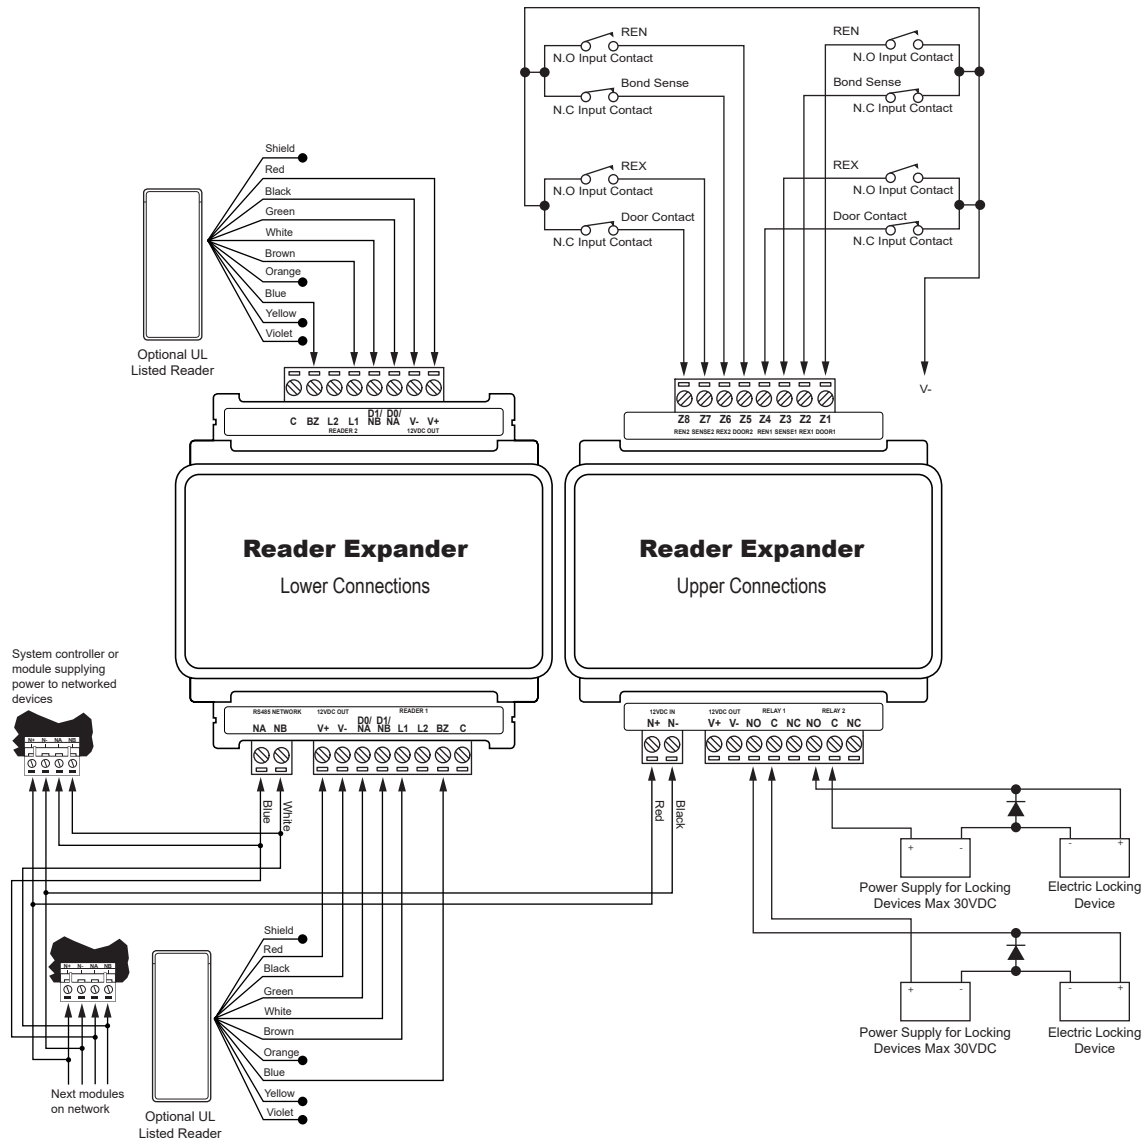 REN
N.O Input Contact
Bond Sense
N.C Input Contact
REX
N.O Input Contact
Door Contact
N.C Input Contact
REN
N.O Input Contact
Bond Sense
N.C Input Contact
REX
N.O Input Contact
Door Contact
N.C Input Contact
V-
Shield
Red
Black
Green
White
Brown
Orange
Blue
Yellow
Violet
Optional UL
Listed Reader
C BZ L2 L1 D1/NB D0/NA V- V+
READER 2 12VDC OUT
Z8 Z7 Z6 Z5 Z4 Z3 Z2 Z1
REN2 SENSE2 REX2 DOOR2 REN1 SENSE1 REX1 DOOR1
Reader Expander
Lower Connections
Reader Expander
Upper Connections
System controller or
module supplying
power to networked
devices
N+ N- NA NB
RS485 NETWORK 12VDC OUT READER 1
NA NB V+ V- D0/NA D1/NB L1 L2 BZ C
Blue
White
12VDC IN 12VDC OUT RELAY 1 RELAY 2
N+ N- V+ V- NO C NC NO C NC
Red
Black
+ -
- +
Power Supply for Locking
Devices Max 30VDC
Electric Locking
Device
+ -
- +
Power Supply for Locking
Devices Max 30VDC
Electric Locking
Device
N+ N- NA NB
Next modules
on network
Shield
Red
Black
Green
White
Brown
Orange
Blue
Yellow
Violet
Optional UL
Listed Reader